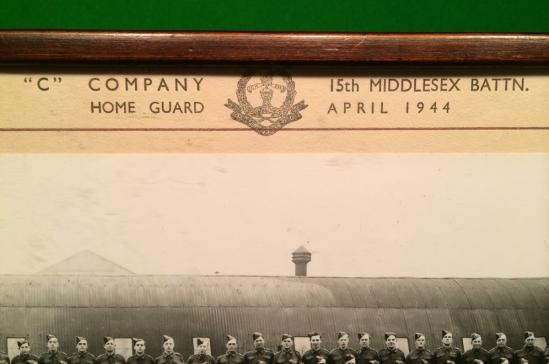 "C" COMPANY 15th MIDDLESEX BATTN.
HOME GUARD APRIL 1944